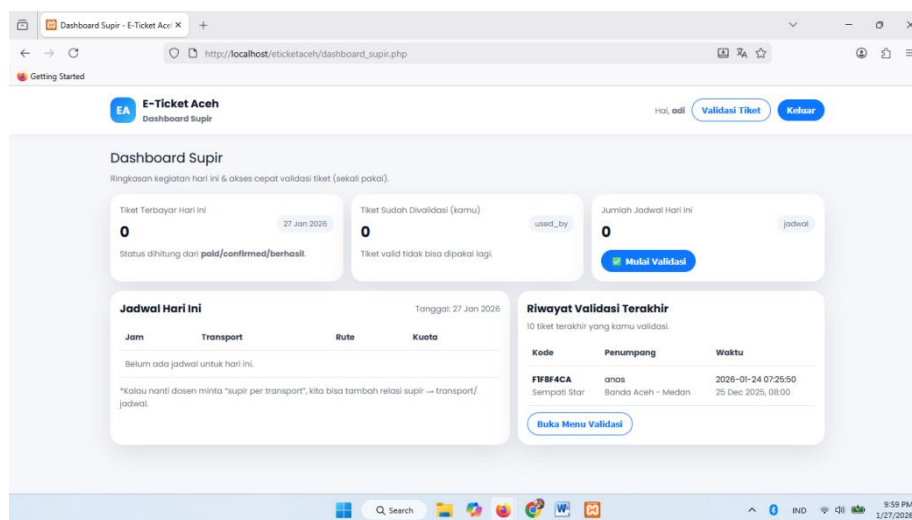 Dashboard Supir - E-Ticket Acel
http://localhost/eticketaceh/dashboard_supir.php
Getting Started
EA
E-Ticket Aceh
Dashboard Supir
Hai, adi
Validasi Tiket
Keluar
Dashboard Supir
Ringkasan kegiatan hari ini & akses cepat validasi tiket (sekali pakai).
Tiket Terbayar Hari Ini
27 Jan 2026
0
Status dihitung dari paid/confirmed/berhasil.
Tiket Sudah Divalidasi (kamu)
used_by
0
Tiket valid tidak bisa dipakai lagi.
Jumlah Jadwal Hari Ini
jadwal
0
✅ Mulai Validasi
Jadwal Hari Ini
Tanggal: 27 Jan 2026
Jam Transport Rute Kuota
Belum ada jadwal untuk hari ini.
*Kalau nanti dosen minta "supir per transport", kita bisa tambah relasi supir → transport/
jadwal.
Riwayat Validasi Terakhir
10 tiket terakhir yang kamu validasi.
Kode Penumpang Waktu
F1F8F4CA anas 2026-01-24 07:25:50
Sempati Star Banda Aceh - Medan 25 Dec 2025, 08:00
Buka Menu Validasi
Search
IND
9:59 PM
1/27/2026